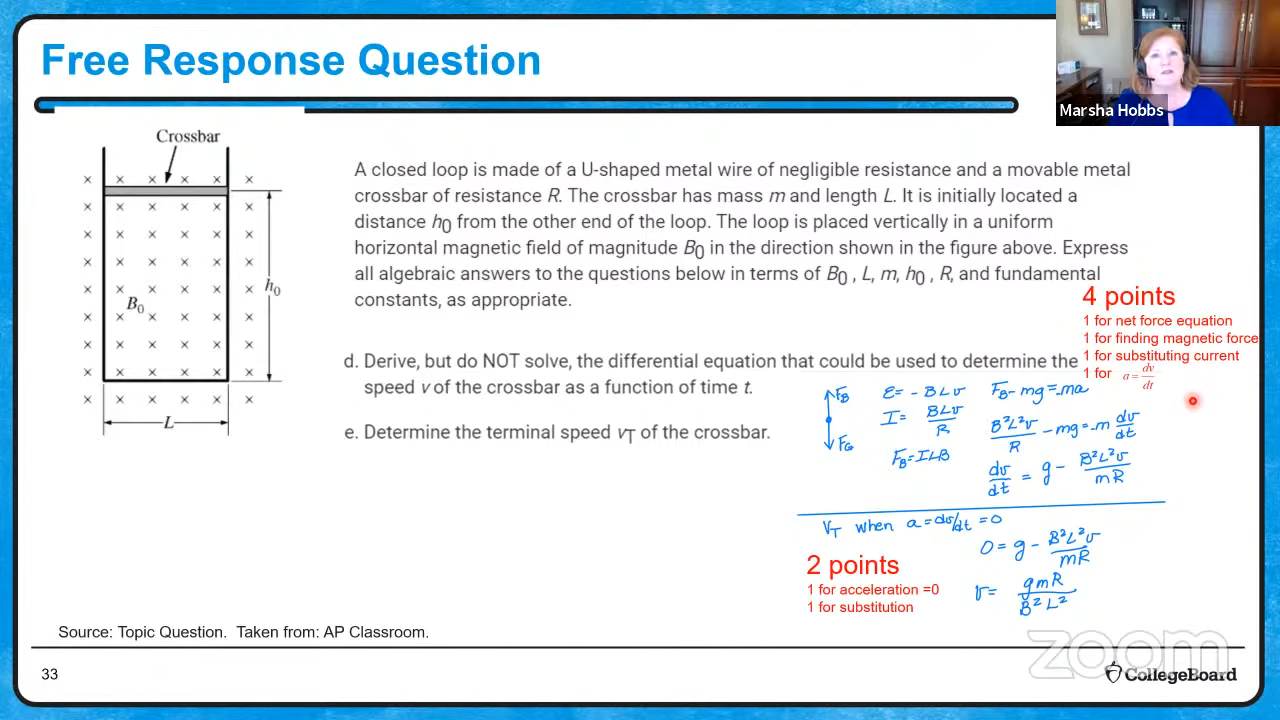 Free Response Question
Marsha Hobbs
Crossbar
× × × × × ×
× × × × × ×
× × × × × ×
× × × × × ×
× × × × × ×
B₀
h₀
× × × × × ×
× × × × × ×
× × × × × ×
× × × × × ×
L
A closed loop is made of a U-shaped metal wire of negligible resistance and a movable metal
crossbar of resistance R. The crossbar has mass m and length L. It is initially located a
distance h0 from the other end of the loop. The loop is placed vertically in a uniform
horizontal magnetic field of magnitude B0 in the direction shown in the figure above. Express
all algebraic answers to the questions below in terms of B0 , L, m, h0 , R, and fundamental
constants, as appropriate.
d. Derive, but do NOT solve, the differential equation that could be used to determine the
speed v of the crossbar as a function of time t.
e. Determine the terminal speed vT of the crossbar.
4 points
1 for net force equation
1 for finding magnetic force
1 for substituting current
1 for a = dv/dt
F_B
F_G
ε = - BLv
I = BLv/R
F_B = ILB
F_B - mg = -ma
B²L²v/R - mg = -m dv/dt
dv/dt = g - B²L²v/mR
V_T when a = dv/dt = 0
0 = g - B²L²v/mR
v = gmR/B²L²
2 points
1 for acceleration =0
1 for substitution
Source: Topic Question. Taken from: AP Classroom.
33
zoom
CollegeBoard